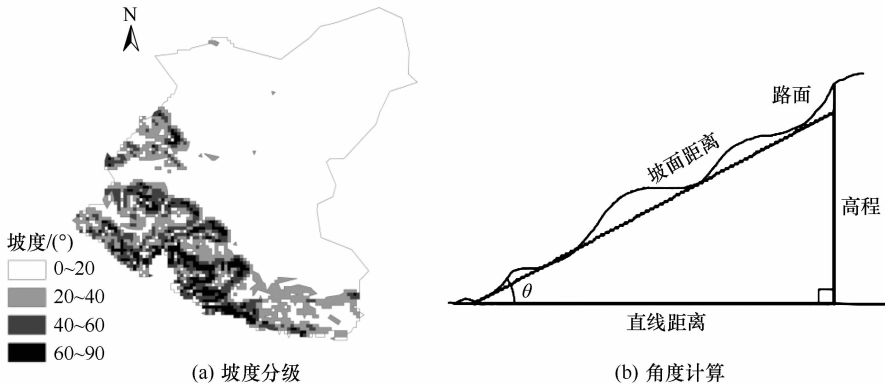 N
坡度/(°)
0~20
20~40
40~60
60~90
(a) 坡度分级
路面
坡面距离
高程
θ
直线距离
(b) 角度计算